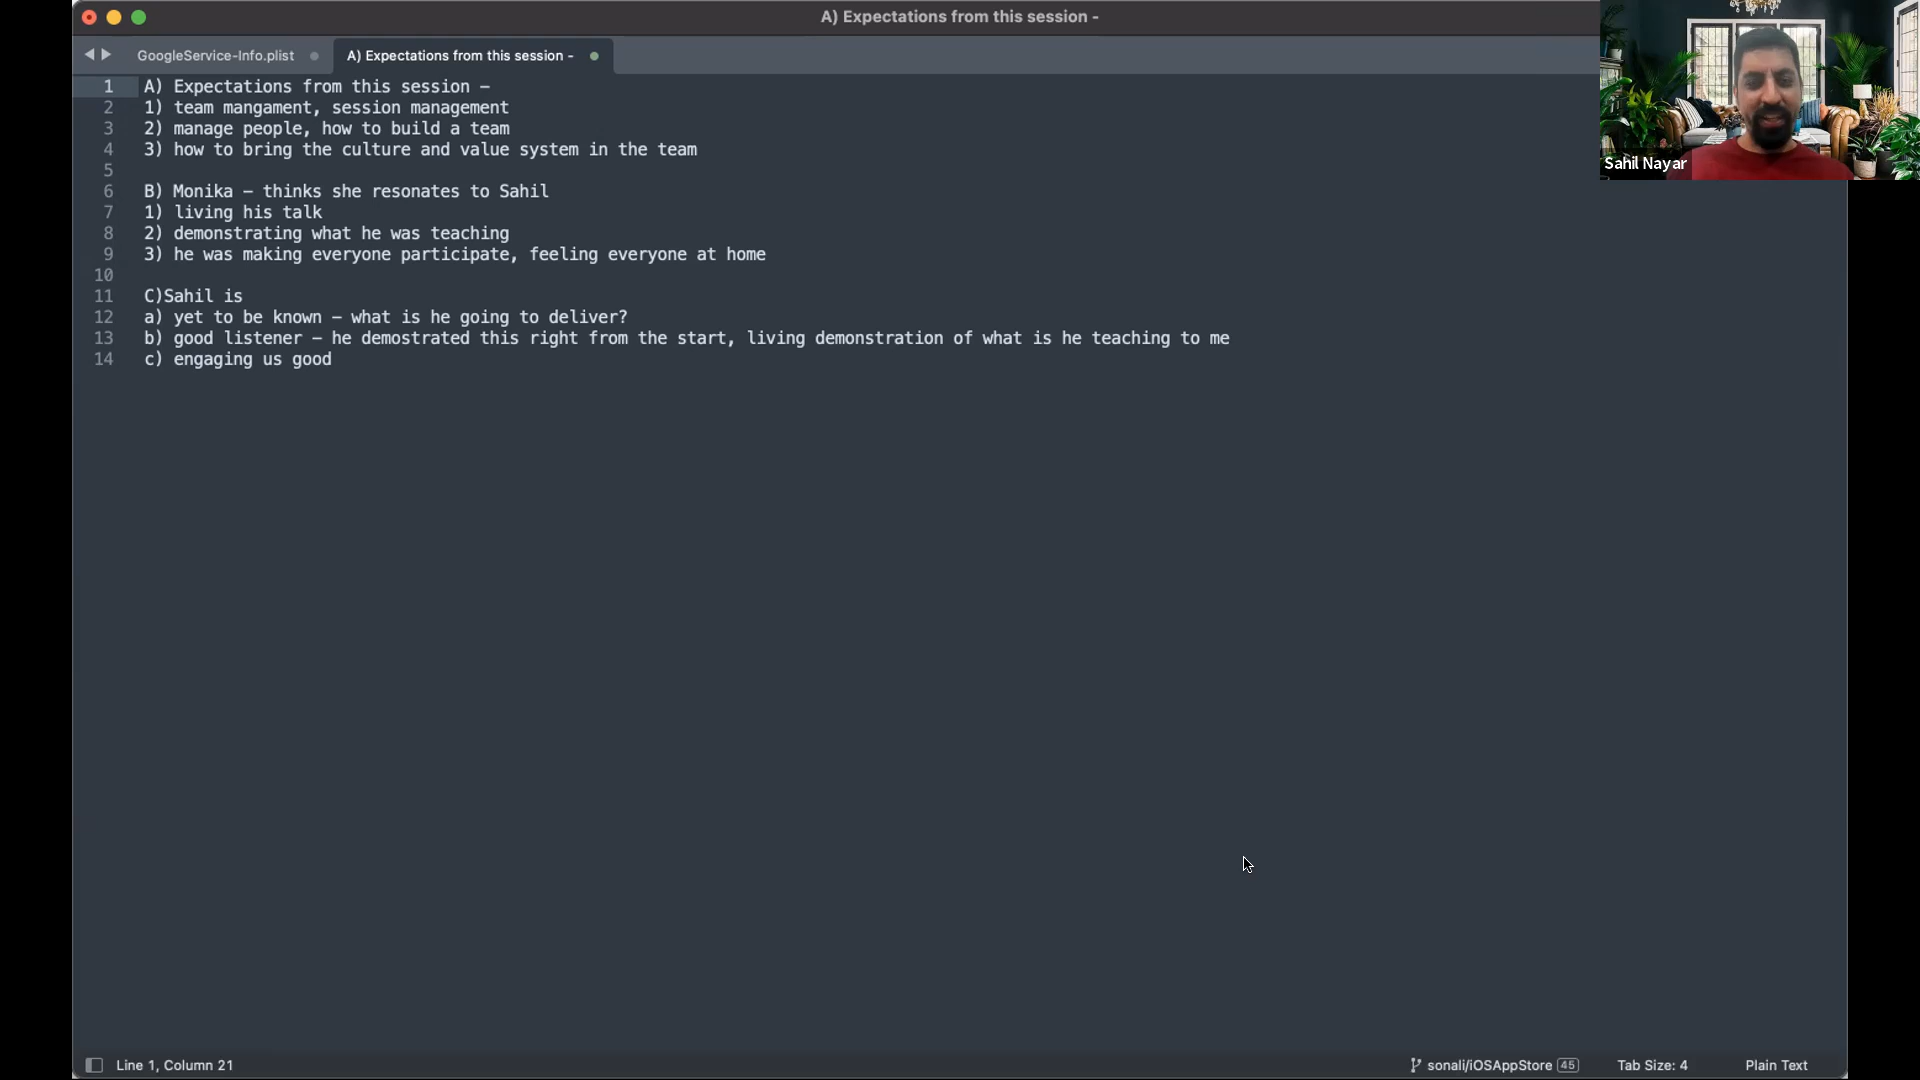 A) Expectations from this session -
GoogleService-Info.plist
A) Expectations from this session -
1 A) Expectations from this session –
2 1) team mangament, session management
3 2) manage people, how to build a team
4 3) how to bring the culture and value system in the team
5
6 B) Monika – thinks she resonates to Sahil
7 1) living his talk
8 2) demonstrating what he was teaching
9 3) he was making everyone participate, feeling everyone at home
10
11 C)Sahil is
12 a) yet to be known – what is he going to deliver?
13 b) good listener – he demostrated this right from the start, living demonstration of what is he teaching to me
14 c) engaging us good
Sahil Nayar
Line 1, Column 21
sonali/iOSAppStore 45
Tab Size: 4
Plain Text